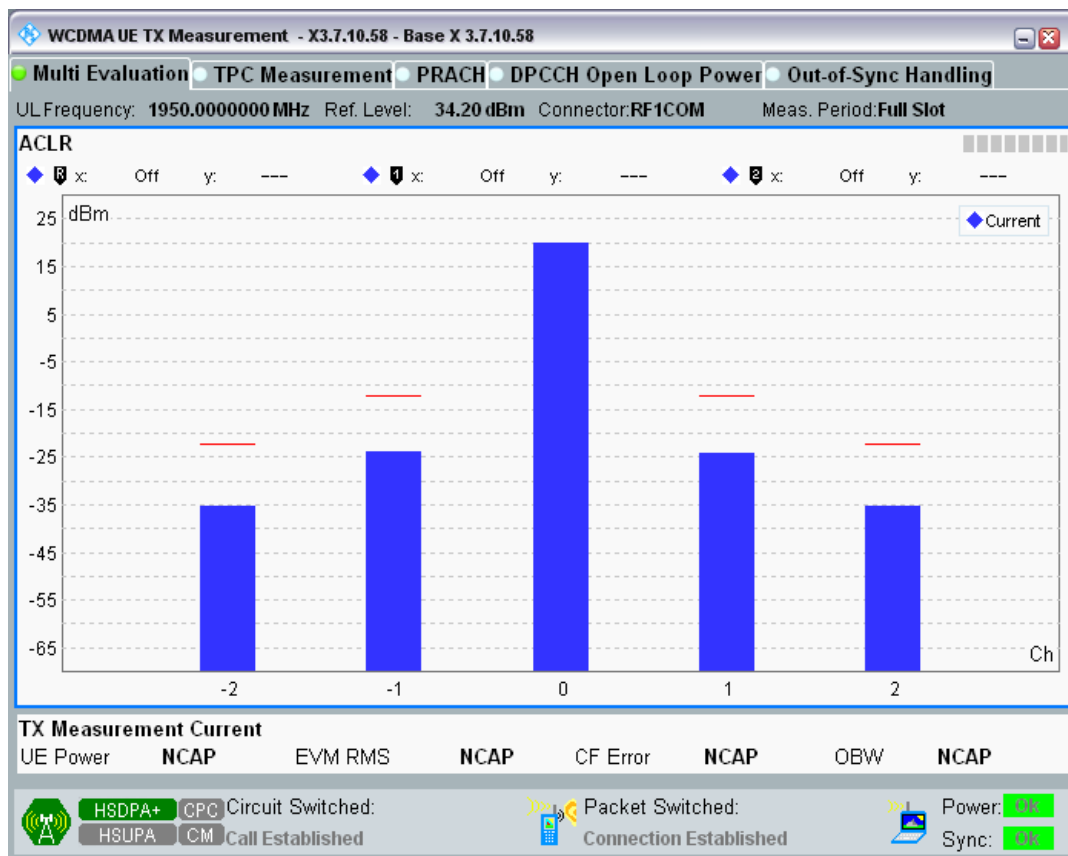 WCDMA UE TX Measurement - X3.7.10.58 - Base X 3.7.10.58
Multi Evaluation TPC Measurement PRACH DPCCH Open Loop Power Out-of-Sync Handling
UL Frequency: 1950.0000000 MHz Ref. Level: 34.20 dBm Connector:RF1COM Meas. Period:Full Slot
ACLR
R x: Off y: --- 1 x: Off y: --- 2 x: Off y: ---
dBm
Current
25
15
5
-5
-15
-25
-35
-45
-55
-65
Ch
-2 -1 0 1 2
TX Measurement Current
UE Power NCAP EVM RMS NCAP CF Error NCAP OBW NCAP
HSDPA+ CPC Circuit Switched: Packet Switched: Power: OK
HSUPA CM Call Established Connection Established Sync: OK